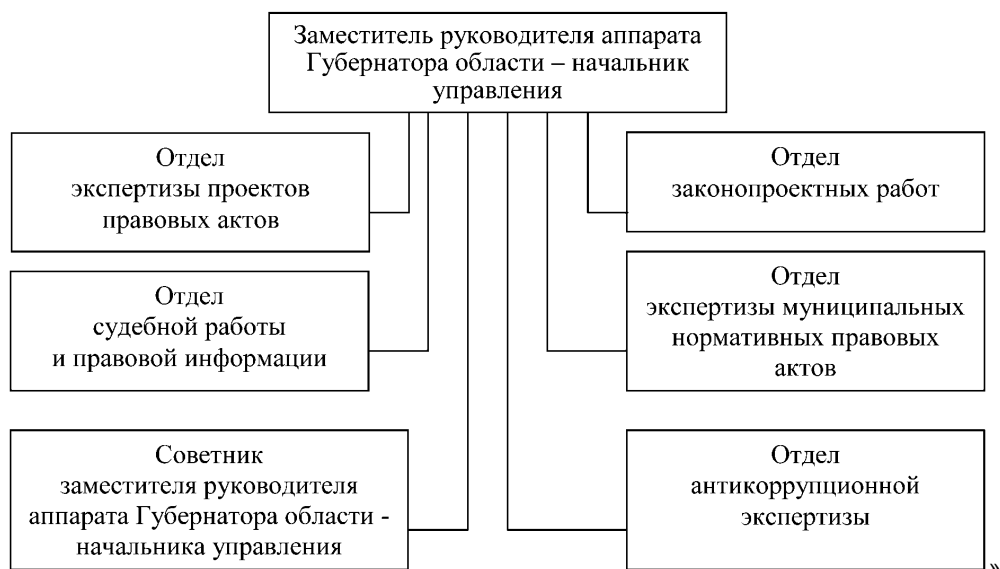 Заместитель руководителя аппарата
Губернатора области – начальник
управления
Отдел
экспертизы проектов
правовых актов
Отдел
законопроектных работ
Отдел
судебной работы
и правовой информации
Отдел
экспертизы муниципальных
нормативных правовых
актов
Советник
заместителя руководителя
аппарата Губернатора области -
начальника управления
Отдел
антикоррупционной
экспертизы
»